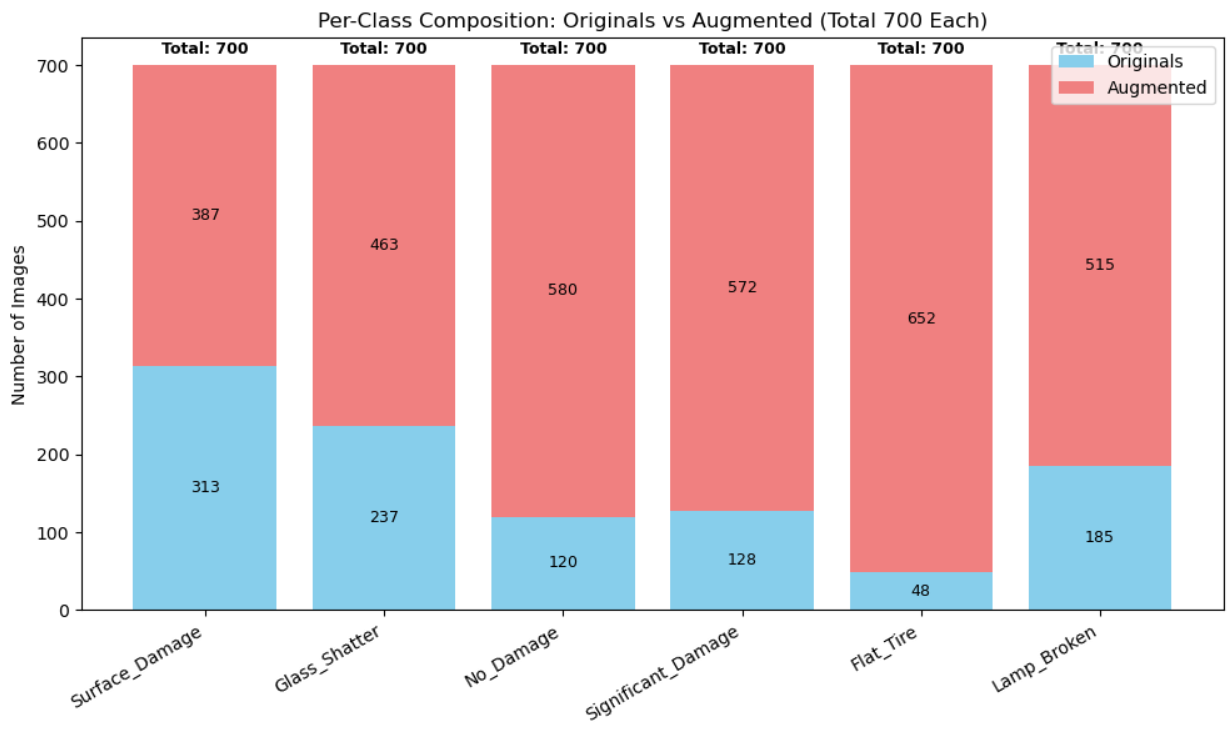 Per-Class Composition: Originals vs Augmented (Total 700 Each)
Total: 700 Total: 700 Total: 700 Total: 700 Total: 700 Total: 700
Originals
Augmented
Number of Images
700
600
500
400
300
200
100
0
387 463 580 572 652 515
313 237 120 128 48 185
Surface_Damage Glass_Shatter No_Damage Significant_Damage Flat_Tire Lamp_Broken